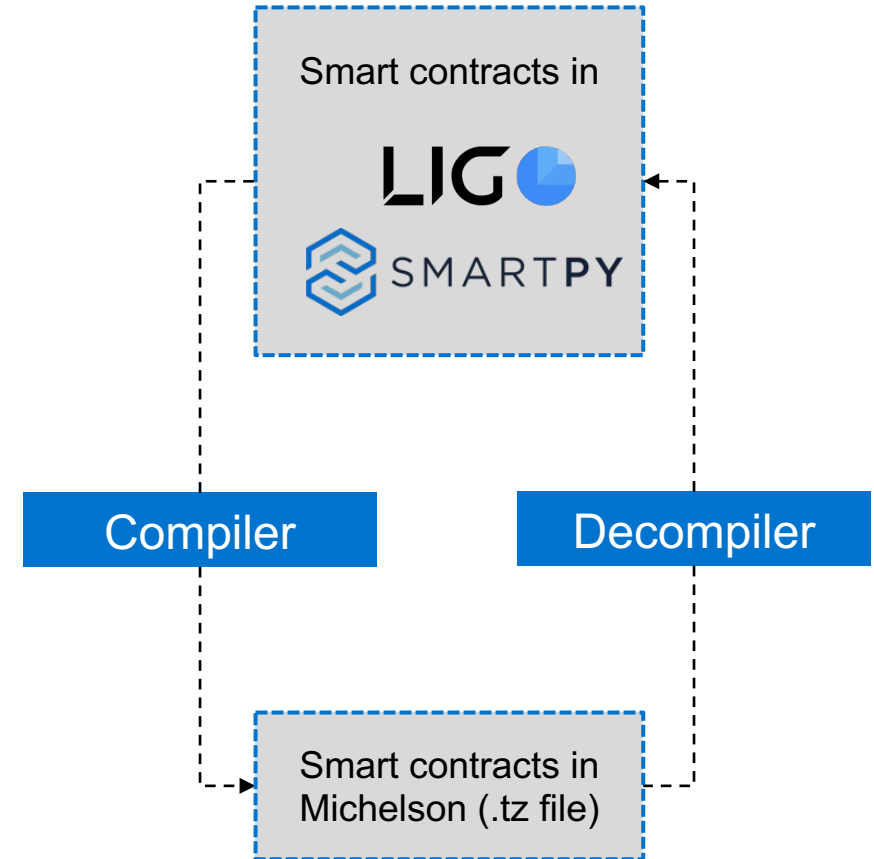 Smart contracts in
LIGO
SMARTPY
Compiler
Decompiler
Smart contracts in
Michelson (.tz file)